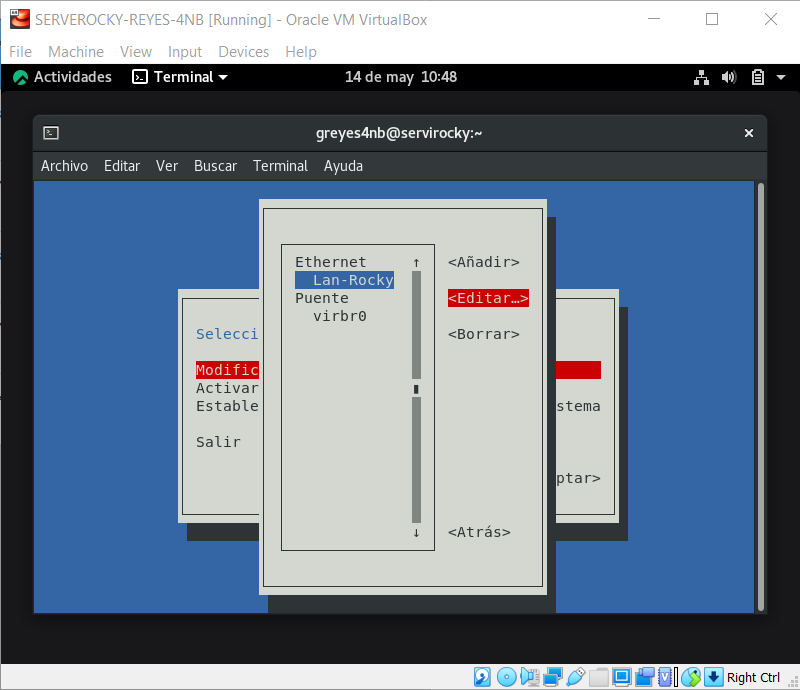 SERVEROCKY-REYES-4NB [Running] - Oracle VM VirtualBox
File Machine View Input Devices Help
Actividades Terminal 14 de may 10:48
greyes4nb@servirocky:~
Archivo Editar Ver Buscar Terminal Ayuda
Ethernet ↑ <Añadir>
Lan-Rocky
Puente <Editar…>
virbr0
Selecci <Borrar>
Modific
Activar
Estable stema
Salir
ptar>
↓ <Atrás>
Right Ctrl